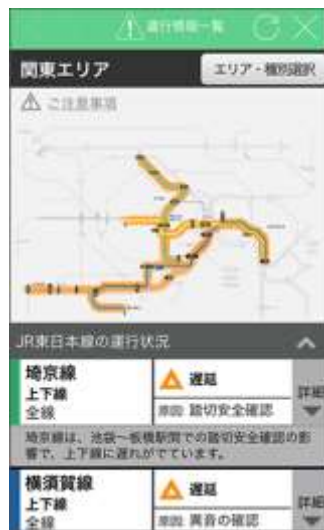 運行情報一覧
関東エリア
エリア・種別選択
ご注意事項
JR東日本線の運行状況
埼京線
上下線
全線
遅延
原因 踏切安全確認
詳細
埼京線は、池袋〜板橋駅間での踏切安全確認の影
響で、上下線に遅れがでています。
横須賀線
上下線
全線
遅延
原因 異音の確認
詳細